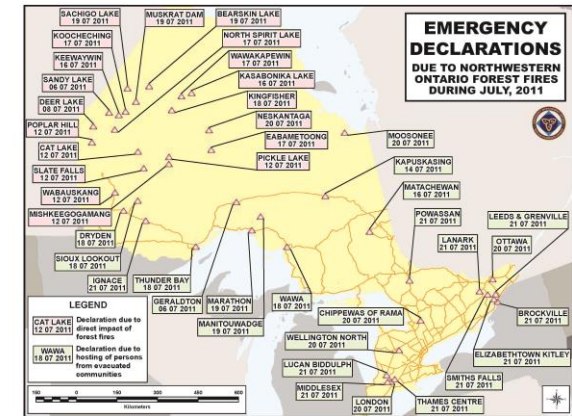 EMERGENCY
DECLARATIONS
DUE TO NORTHWESTERN
ONTARIO FOREST FIRES
DURING JULY, 2011
SACHIGO LAKE
19 07 2011
MUSKRAT DAM
19 07 2011
BEARSKIN LAKE
19 07 2011
KOOCHECHING
17 07 2011
NORTH SPIRIT LAKE
17 07 2011
KEEWAYWIN
16 07 2011
WAWAKAPEWIN
17 07 2011
SANDY LAKE
06 07 2011
KASABONIKA LAKE
16 07 2011
DEER LAKE
08 07 2011
KINGFISHER
18 07 2011
POPLAR HILL
12 07 2011
NESKANTAGA
20 07 2011
CAT LAKE
12 07 2011
EABAMETOONG
17 07 2011
MOOSONEE
20 07 2011
SLATE FALLS
12 07 2011
PICKLE LAKE
12 07 2011
KAPUSKASING
14 07 2011
WABAUSKANG
12 07 2011
MATACHEWAN
16 07 2011
MISHKEEGOGAMANG
12 07 2011
POWASSAN
21 07 2011
LEEDS & GRENVILLE
21 07 2011
DRYDEN
18 07 2011
LANARK
21 07 2011
OTTAWA
20 07 2011
SIOUX LOOKOUT
18 07 2011
IGNACE
21 07 2011
THUNDER BAY
18 07 2011
GERALDTON
06 07 2011
MARATHON
19 07 2011
WAWA
18 07 2011
MANITOUWADGE
19 07 2011
CHIPPEWAS OF RAMA
20 07 2011
BROCKVILLE
21 07 2011
WELLINGTON NORTH
20 07 2011
ELIZABETHTOWN KITLEY
21 07 2011
LUCAN BIDDULPH
21 07 2011
SMITHS FALLS
21 07 2011
MIDDLESEX
21 07 2011
THAMES CENTRE
21 07 2011
LONDON
20 07 2011
LEGEND
CAT LAKE
12 07 2011
Declaration due to
direct impact of
forest fires
WAWA
18 07 2011
Declaration due to
hosting of persons
from evacuated
communities
150 0 150 300 450 600
Kilometers